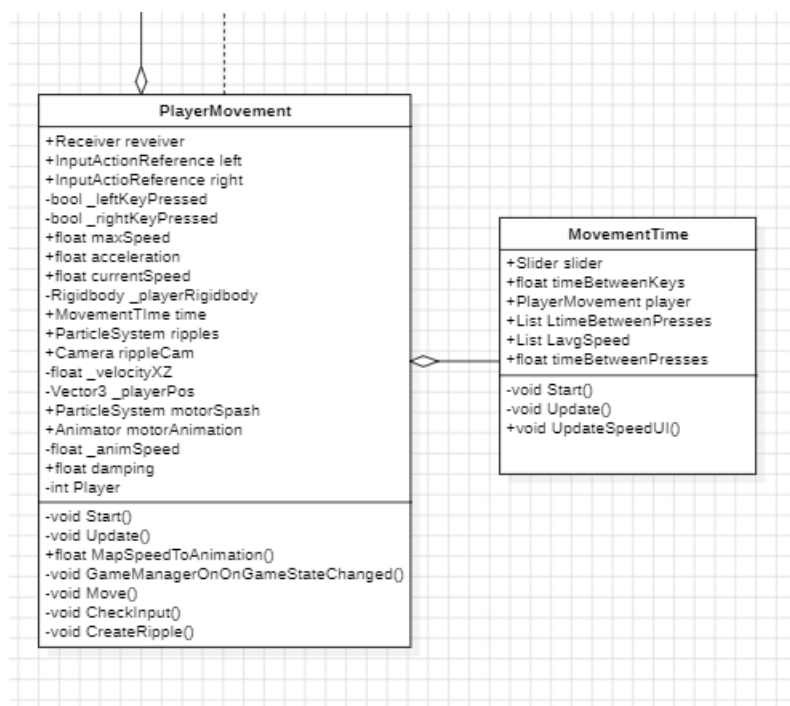 PlayerMovement
+Receiver reveiver
+InputActionReference left
+InputActioReference right
-bool _leftKeyPressed
-bool _rightKeyPressed
+float maxSpeed
+float acceleration
+float currentSpeed
-Rigidbody _playerRigidbody
+MovementTIme time
+ParticleSystem ripples
+Camera rippleCam
-float _velocityXZ
-Vector3 _playerPos
+ParticleSystem motorSpash
+Animator motorAnimation
-float _animSpeed
+float damping
-int Player
-void Start()
-void Update()
+float MapSpeedToAnimation()
-void GameManagerOnOnGameStateChanged()
-void Move()
-void CheckInput()
-void CreateRipple()
MovementTime
+Slider slider
+float timeBetweenKeys
+PlayerMovement player
+List LtimeBetweenPresses
+List LavgSpeed
+float timeBetweenPresses
-void Start()
-void Update()
+void UpdateSpeedUI()